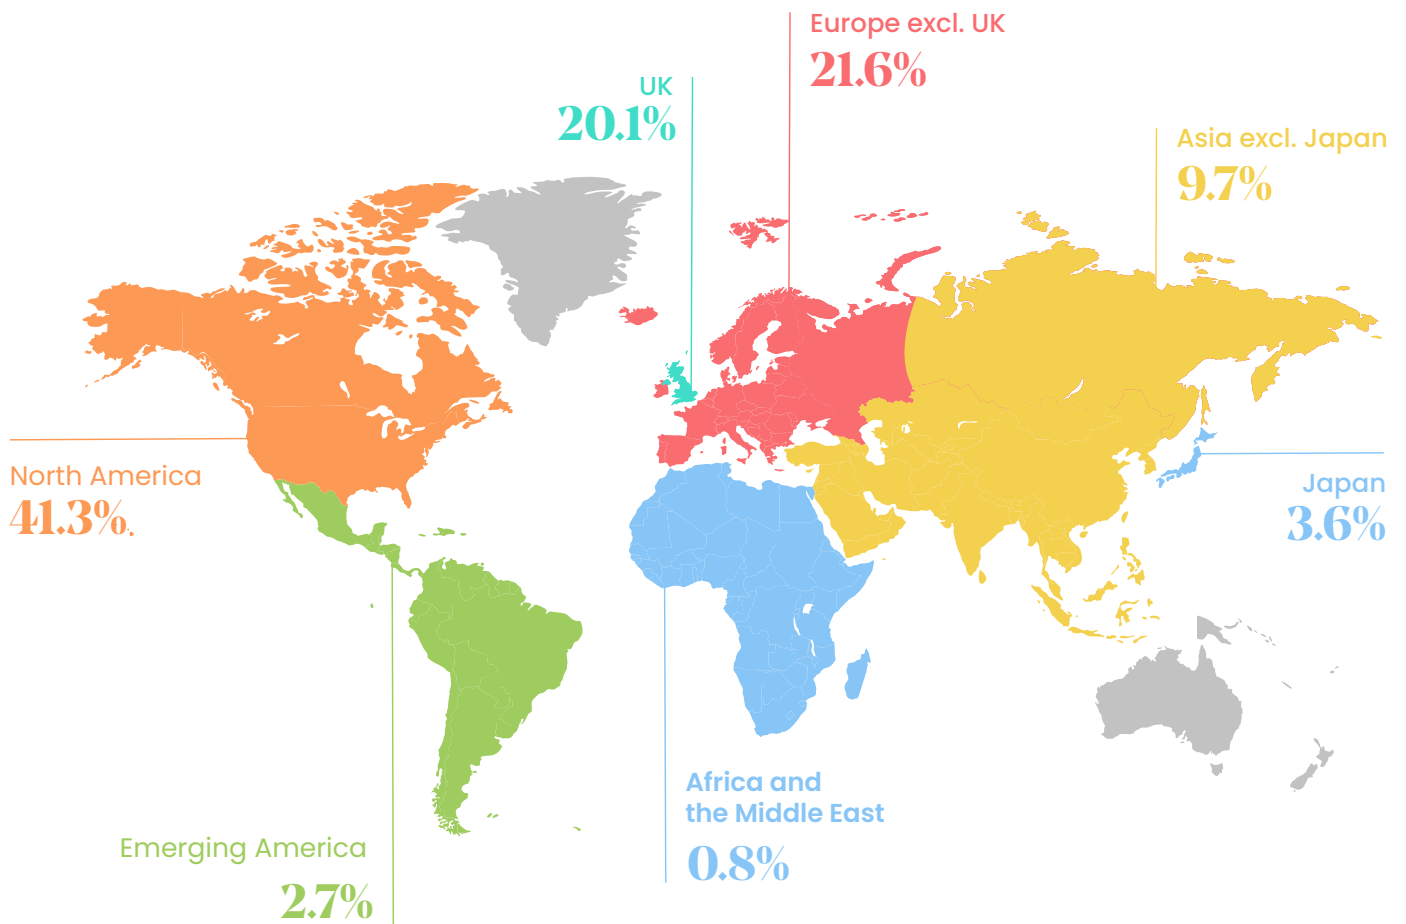 Europe excl. UK
21.6%
UK
20.1%
Asia excl. Japan
9.7%
North America
41.3%.
Japan
3.6%
Africa and
the Middle East
0.8%
Emerging America
2.7%